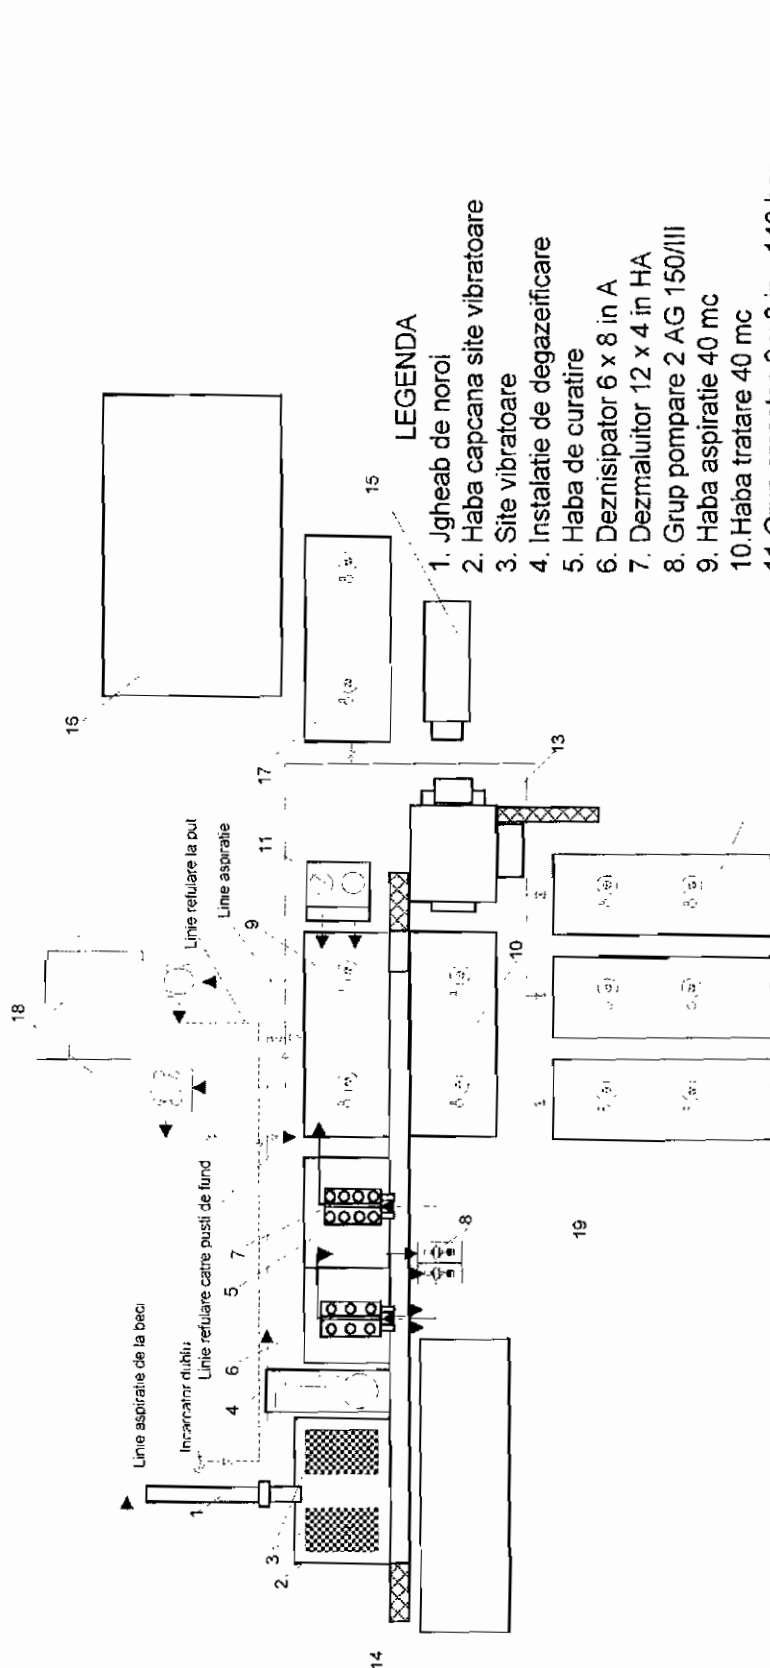 LEGENDA
1. Jgheab de noroi
2. Haba capcana site vibratoare
3. Site vibratoare
4. Instalatie de degazeificare
5. Haba de curatire
6. Deznisipator 6 x 8 in A
7. Dezmaluitor 12 x 4 in HA
8. Grup pompare 2 AG 150/III
9. Haba aspiratie 40 mc
10. Haba tratare 40 mc
Linie aspiratie de la beci
Incarcator dublu
Linie refulare catre pusti de fund
Linie refulare la put
Linie aspiratie
1
2.
3
4
6
5
7
8
9
10
11
13
14
15
15
16
17
18
19